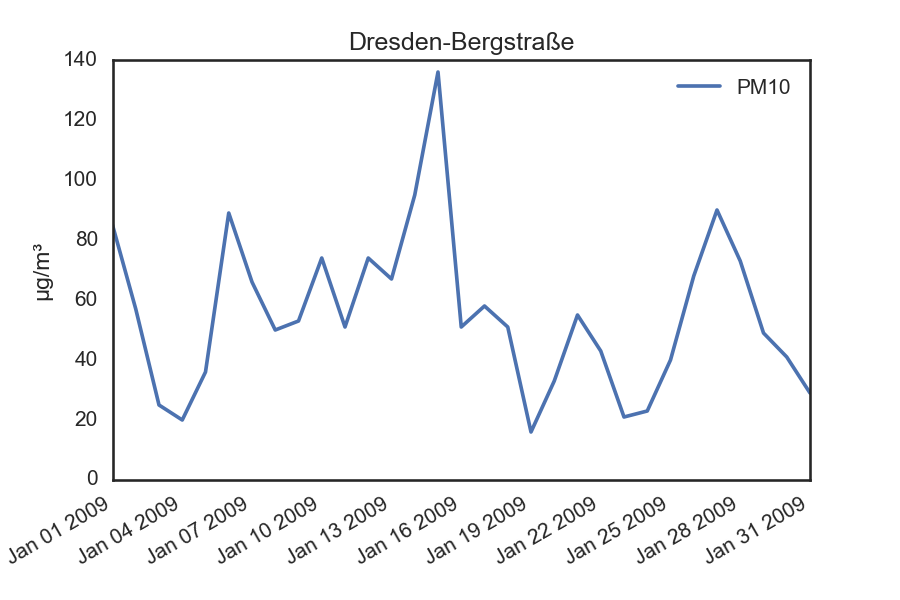 Dresden-Bergstraße
140
120
100
80
60
40
20
0
µg/m³
PM10
Jan 01 2009
Jan 04 2009
Jan 07 2009
Jan 10 2009
Jan 13 2009
Jan 16 2009
Jan 19 2009
Jan 22 2009
Jan 25 2009
Jan 28 2009
Jan 31 2009